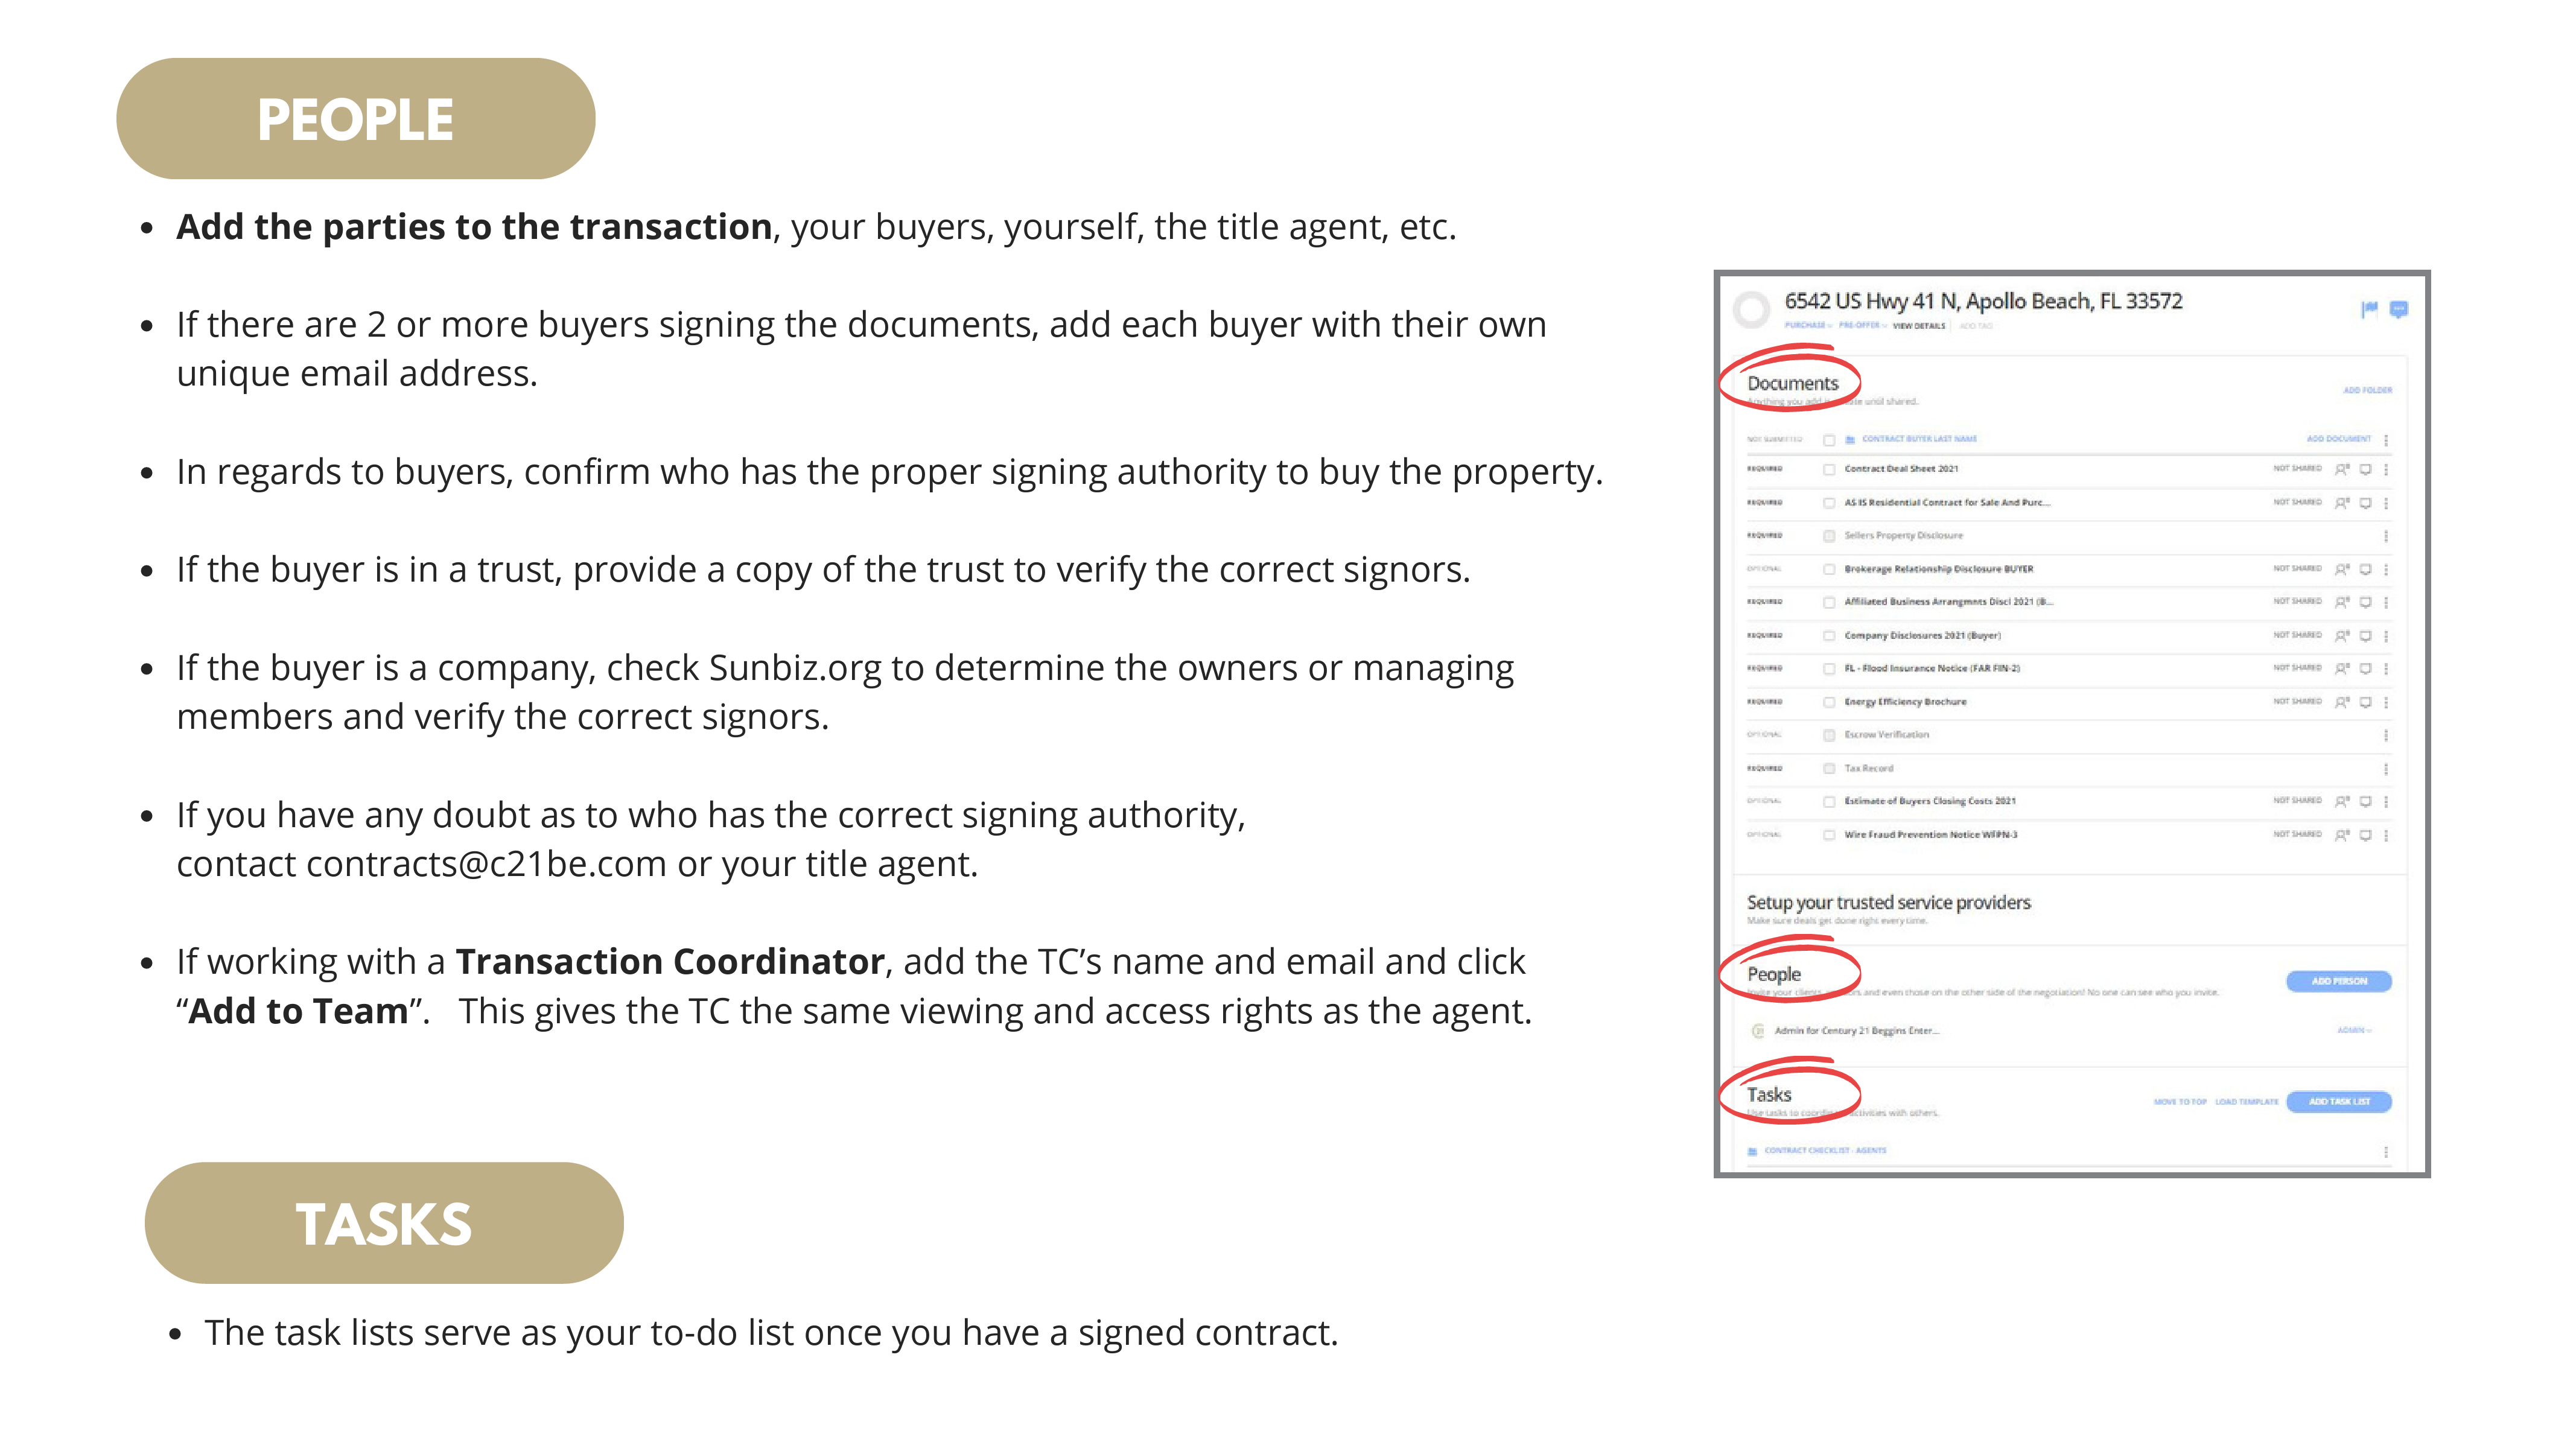 PEOPLE
• Add the parties to the transaction, your buyers, yourself, the title agent, etc.
• If there are 2 or more buyers signing the documents, add each buyer with their own
unique email address.
• In regards to buyers, confirm who has the proper signing authority to buy the property.
• If the buyer is in a trust, provide a copy of the trust to verify the correct signors.
• If the buyer is a company, check Sunbiz.org to determine the owners or managing
members and verify the correct signors.
• If you have any doubt as to who has the correct signing authority,
contact contracts@c21be.com or your title agent.
• If working with a Transaction Coordinator, add the TC’s name and email and click
“Add to Team”.   This gives the TC the same viewing and access rights as the agent.
TASKS
• The task lists serve as your to-do list once you have a signed contract.
6542 US Hwy 41 N, Apollo Beach, FL 33572
PURCHASE PRE-OFFER VIEW DETAILS ADD TAG
Documents
ADD FOLDER
Anything you add until shared.
NOT SUBMITTED CONTRACT BUYER LAST NAME ADD DOCUMENT
REQUIRED Contract Deal Sheet 2021 NOT SHARED
REQUIRED AS IS Residential Contract for Sale And Purc... NOT SHARED
REQUIRED Sellers Property Disclosure
OPTIONAL Brokerage Relationship Disclosure BUYER NOT SHARED
REQUIRED Affiliated Business Arrangmnts Discl 2021 (B... NOT SHARED
REQUIRED Company Disclosures 2021 (Buyer) NOT SHARED
REQUIRED FL - Flood Insurance Notice (FAR FIN-2) NOT SHARED
REQUIRED Energy Efficiency Brochure NOT SHARED
OPTIONAL Escrow Verification
REQUIRED Tax Record
OPTIONAL Estimate of Buyers Closing Costs 2021 NOT SHARED
OPTIONAL Wire Fraud Prevention Notice WFPN-3 NOT SHARED
Setup your trusted service providers
Make sure deals get done right every time.
People
ADD PERSON
Invite your clients, and even those on the other side of the negotiation! No one can see who you invite.
Admin for Century 21 Beggins Enter... ADMIN
Tasks
MOVE TO TOP LOAD TEMPLATE ADD TASK LIST
Use tasks to coordinate activities with others.
CONTRACT CHECKLIST - AGENTS